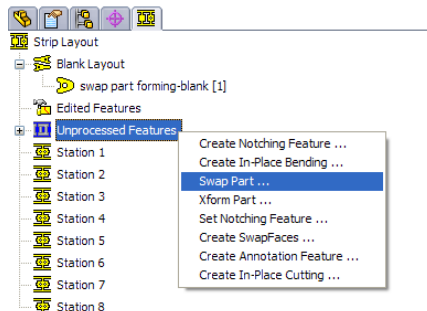 Strip Layout
Blank Layout
swap part forming-blank [1]
Edited Features
Unprocessed Features
Station 1
Station 2
Station 3
Station 4
Station 5
Station 6
Station 7
Station 8
Create Notching Feature ...
Create In-Place Bending ...
Swap Part ...
Xform Part ...
Set Notching Feature ...
Create SwapFaces ...
Create Annotation Feature ...
Create In-Place Cutting ...